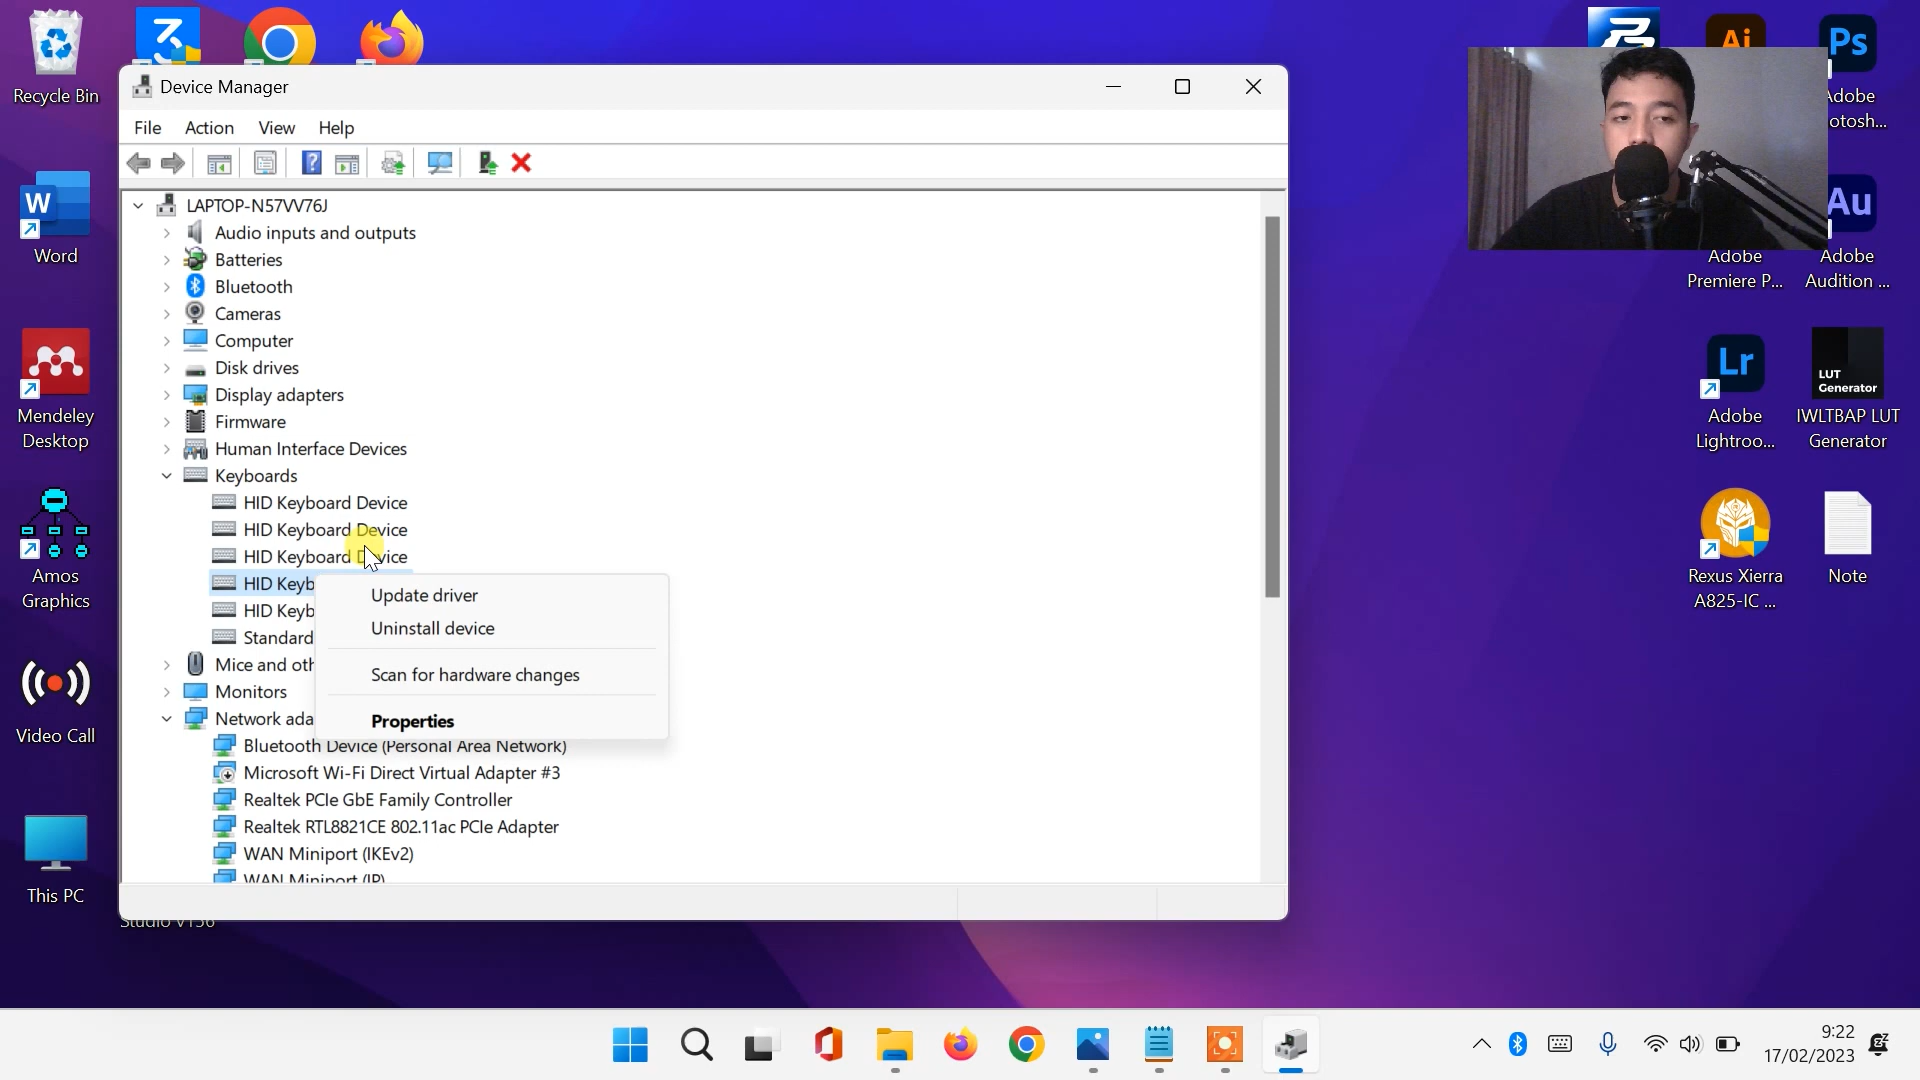 Recycle Bin
Ai
Ps
Adobe
otosh...
Device Manager
File Action View Help
LAPTOP-N57VV76J
Audio inputs and outputs
Batteries
Bluetooth
Cameras
Computer
Disk drives
Display adapters
Firmware
Human Interface Devices
Keyboards
HID Keyboard Device
HID Keyboard Device
HID Keyboard Device
HID Keyb
HID Keyb
Standard
Mice and oth
Monitors
Network ada
Bluetooth Device (Personal Area Network)
Microsoft Wi-Fi Direct Virtual Adapter #3
Realtek PCIe GbE Family Controller
Realtek RTL8821CE 802.11ac PCIe Adapter
WAN Miniport (IKEv2)
WAN Miniport (IP)
Update driver
Uninstall device
Scan for hardware changes
Properties
W
Word
Mendeley
Desktop
Amos
Graphics
Video Call
This PC
Studio V156
Au
Adobe
Premiere P...
Adobe
Audition ...
Lr
Adobe
Lightroo...
LUT
Generator
IWLTBAP LUT
Generator
Rexus Xierra
A825-IC ...
Note
9:22
17/02/2023